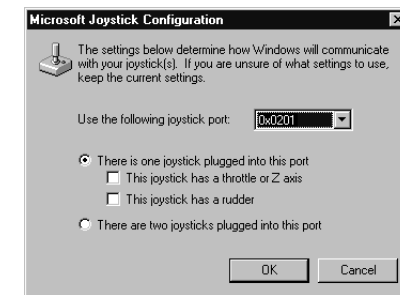 Microsoft Joystick Configuration
The settings below determine how Windows will communicate
with your joystick(s). If you are unsure of what settings to use,
keep the current settings.
Use the following joystick port: 0x0201
There is one joystick plugged into this port
This joystick has a throttle or Z axis
This joystick has a rudder
There are two joysticks plugged into this port
OK Cancel